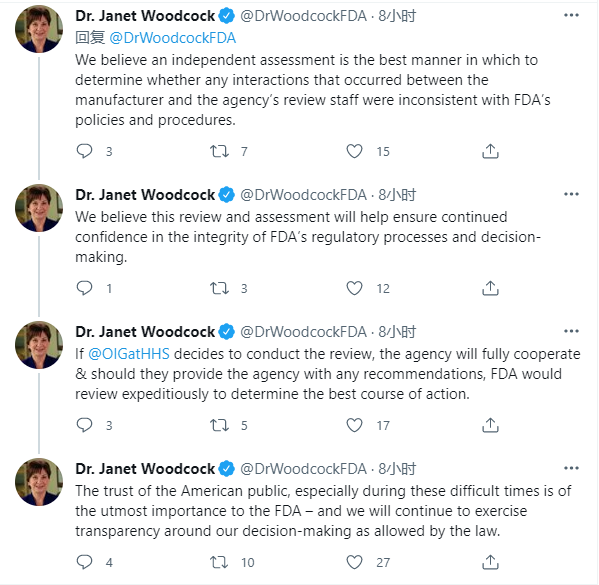 Dr. Janet Woodcock @DrWoodcockFDA · 8小时
回复 @DrWoodcockFDA
We believe an independent assessment is the best manner in which to
determine whether any interactions that occurred between the
manufacturer and the agency's review staff were inconsistent with FDA's
policies and procedures.
3 7 15
Dr. Janet Woodcock @DrWoodcockFDA · 8小时
We believe this review and assessment will help ensure continued
confidence in the integrity of FDA's regulatory processes and decision-
making.
1 3 12
Dr. Janet Woodcock @DrWoodcockFDA · 8小时
If @OIGatHHS decides to conduct the review, the agency will fully cooperate
& should they provide the agency with any recommendations, FDA would
review expeditiously to determine the best course of action.
3 5 17
Dr. Janet Woodcock @DrWoodcockFDA · 8小时
The trust of the American public, especially during these difficult times is of
the utmost importance to the FDA – and we will continue to exercise
transparency around our decision-making as allowed by the law.
4 10 27